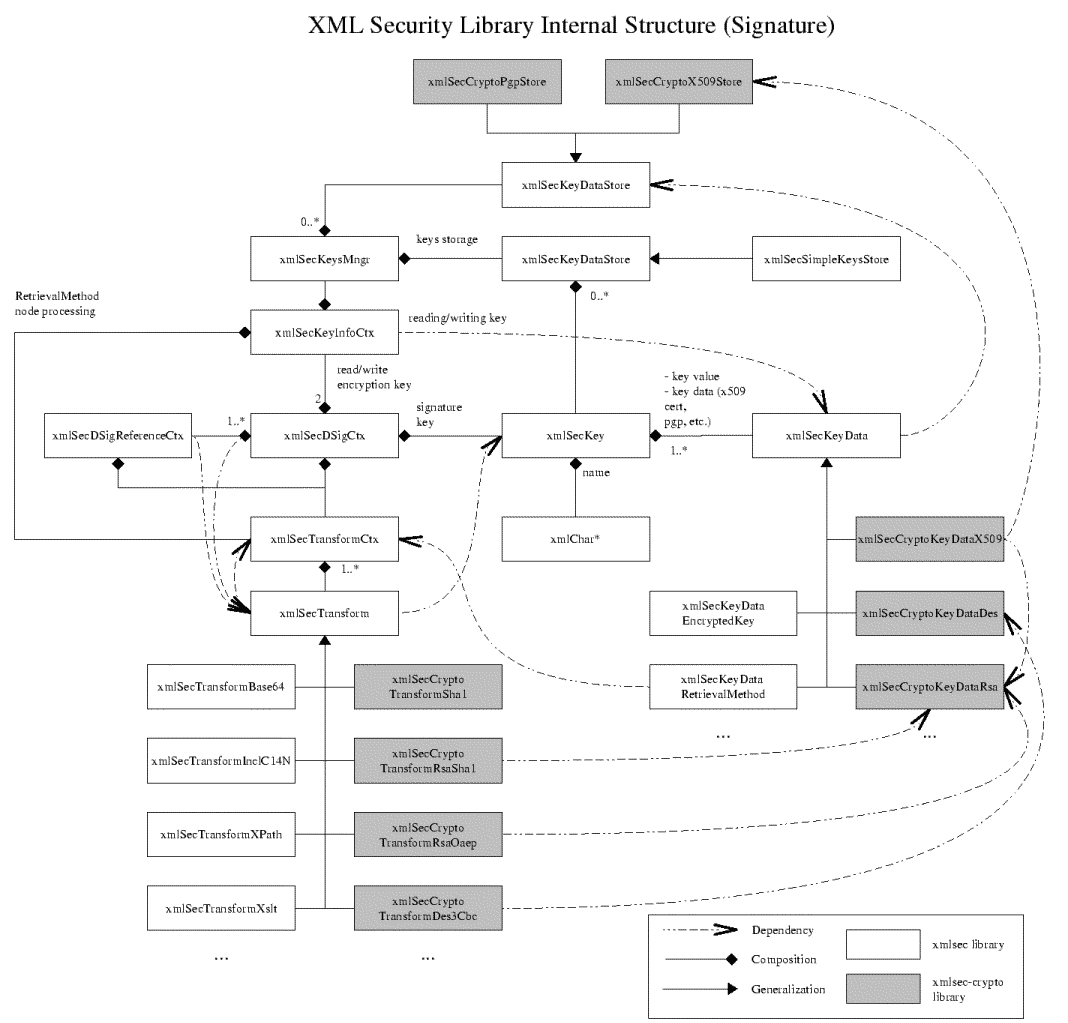 XML Security Library Internal Structure (Signature)
xmlSecCryptoPgpStore
xmlSecCryptoX509Store
xmlSecKeyDataStore
0..*
keys storage
xmlSecKeysMngr
xmlSecKeyDataStore
xmlSecSimpleKeysStore
0..*
RetrievalMethod
node processing
xmlSecKeyInfoCtx
reading/writing key
read/write
encryption key
2
- key value
- key data (x509
cert,
pgp, etc.)
1..*
signature
key
xmlSecDSigReferenceCtx
xmlSecDSigCtx
xmlSecKey
1..*
xmlSecKeyData
name
xmlSecTransformCtx
xmlChar*
xmlSecCryptoKeyDataX509
1..*
xmlSecTransform
xmlSecKeyData
EncryptedKey
xmlSecCryptoKeyDataDes
xmlSecTransformBase64
xmlSecCrypto
TransformSha1
xmlSecKeyData
RetrievalMethod
xmlSecCryptoKeyDataRsa
...
...
xmlSecTransformInclC14N
xmlSecCrypto
TransformRsaSha1
xmlSecTransformXPath
xmlSecCrypto
TransformRsaOaep
xmlSecTransformXslt
xmlSecCrypto
TransformDes3Cbc
...
...
Dependency
Composition
Generalization
xmlsec library
xmlsec-crypto
library